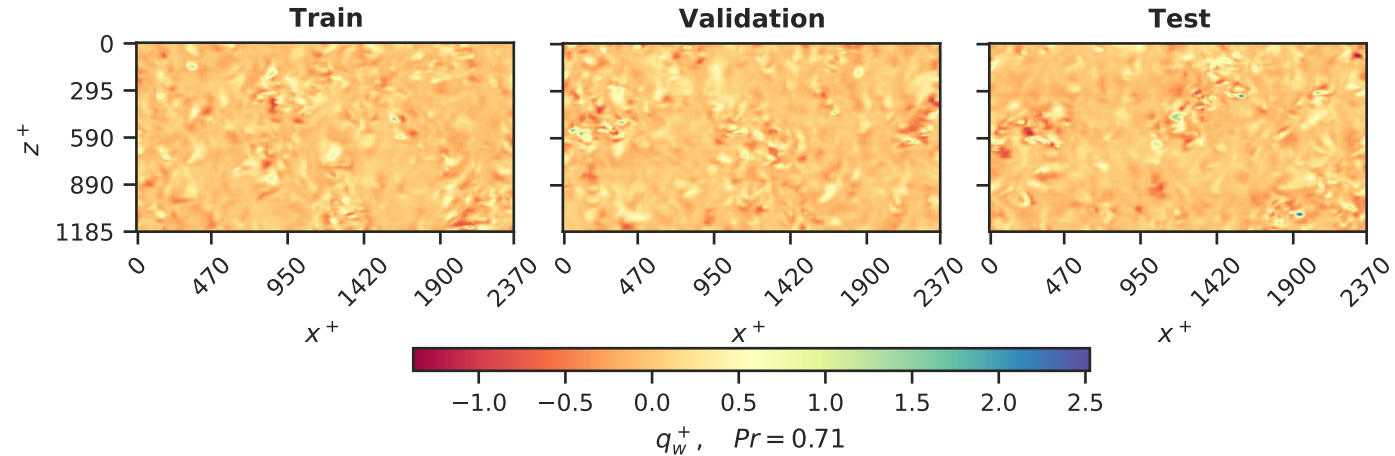 Train Validation Test
0
295
590
890
1185
z⁺
0 470 950 1420 1900 2370 0 470 950 1420 1900 2370 0 470 950 1420 1900 2370
x⁺ x⁺ x⁺
−1.0 −0.5 0.0 0.5 1.0 1.5 2.0 2.5
q_w⁺, Pr = 0.71